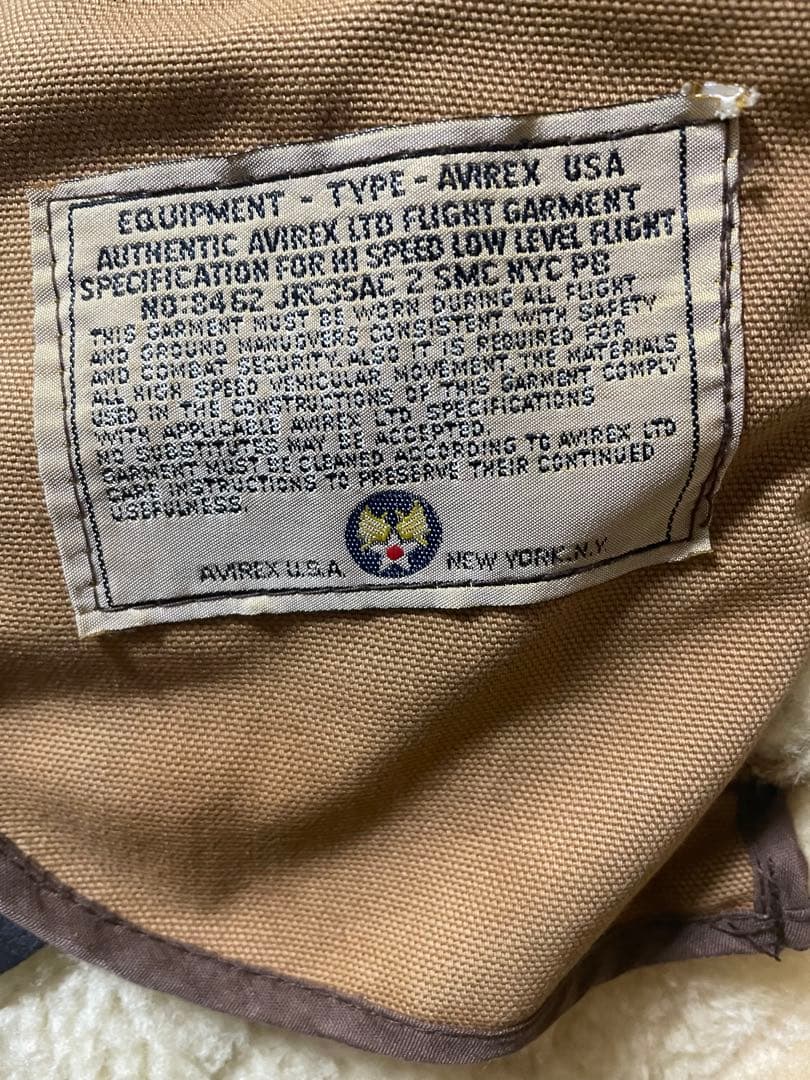 EQUIPMENT - TYPE - AVIREX USA
AUTHENTIC AVIREX LTD FLIGHT GARMENT
SPECIFICATION FOR HI SPEED LOW LEVEL FLIGHT
NO:8462 JRC35AC 2 SMC NYC PB
THIS GARMENT MUST BE WORN DURING ALL FLIGHT
AND GROUND MANUOVERS CONSISTENT WITH SAFETY
AND COMBAT SECURITY. ALSO IT IS REQUIRED FOR
ALL HIGH SPEED VEHICULAR MOVEMENT. THE MATERIALS
USED IN THE CONSTRUCTIONS OF THIS GARMENT COMPLY
WITH APPLICABLE AVIREX LTD SPECIFICATIONS
NO SUBSTITUTES MAY BE ACCEPTED.
GARMENT MUST BE CLEANED ACCORDING TO AVIREX LTD
CARE INSTRUCTIONS TO PRESERVE THEIR CONTINUED
USEFULNESS.
AVIREX U.S.A. NEW YORK.N.Y